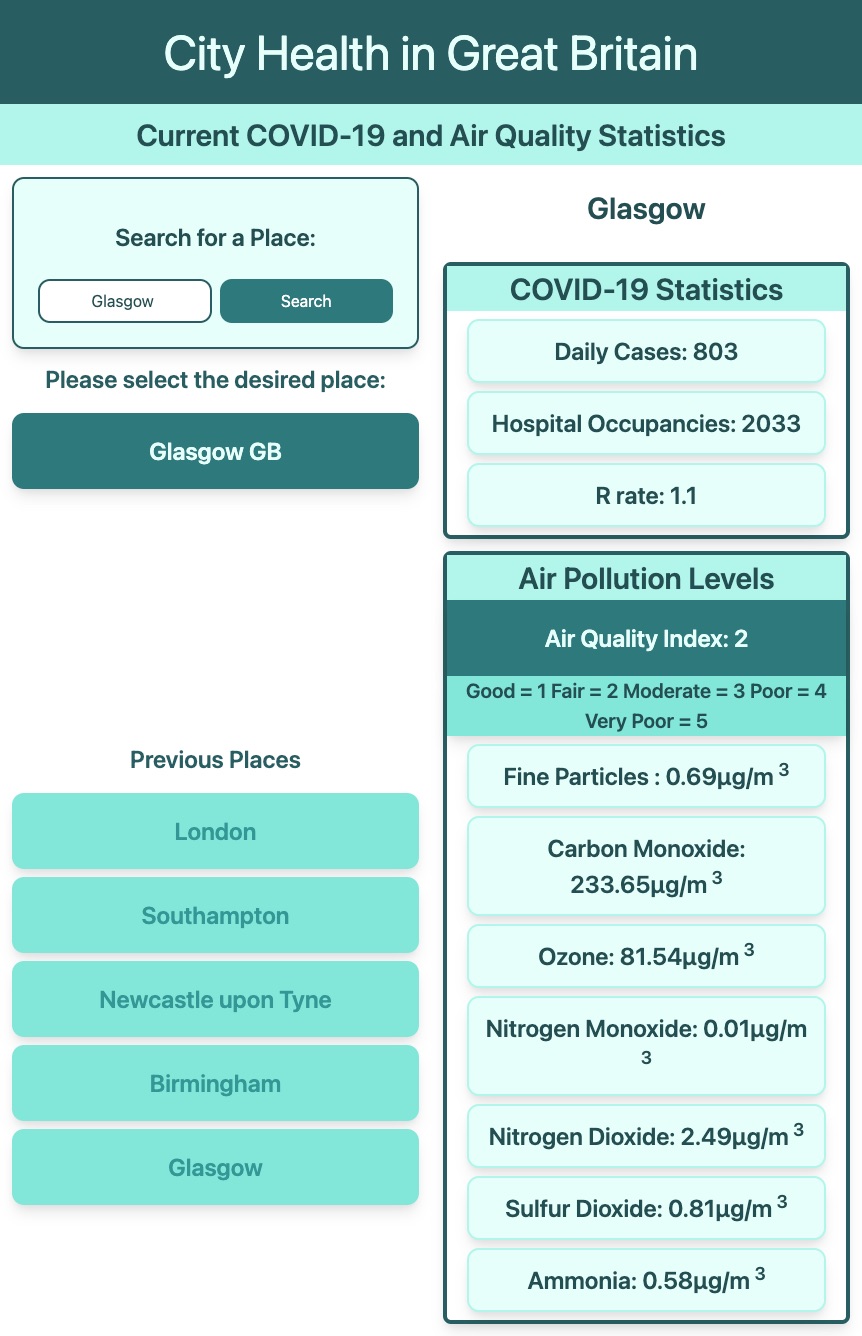 City Health in Great Britain
Current COVID-19 and Air Quality Statistics
Search for a Place:
Glasgow
Search
Please select the desired place:
Glasgow GB
Previous Places
London
Southampton
Newcastle upon Tyne
Birmingham
Glasgow
Glasgow
COVID-19 Statistics
Daily Cases: 803
Hospital Occupancies: 2033
R rate: 1.1
Air Pollution Levels
Air Quality Index: 2
Good = 1 Fair = 2 Moderate = 3 Poor = 4
Very Poor = 5
Fine Particles : 0.69μg/m ³
Carbon Monoxide:
233.65μg/m ³
Ozone: 81.54μg/m ³
Nitrogen Monoxide: 0.01μg/m
³
Nitrogen Dioxide: 2.49μg/m ³
Sulfur Dioxide: 0.81μg/m ³
Ammonia: 0.58μg/m ³